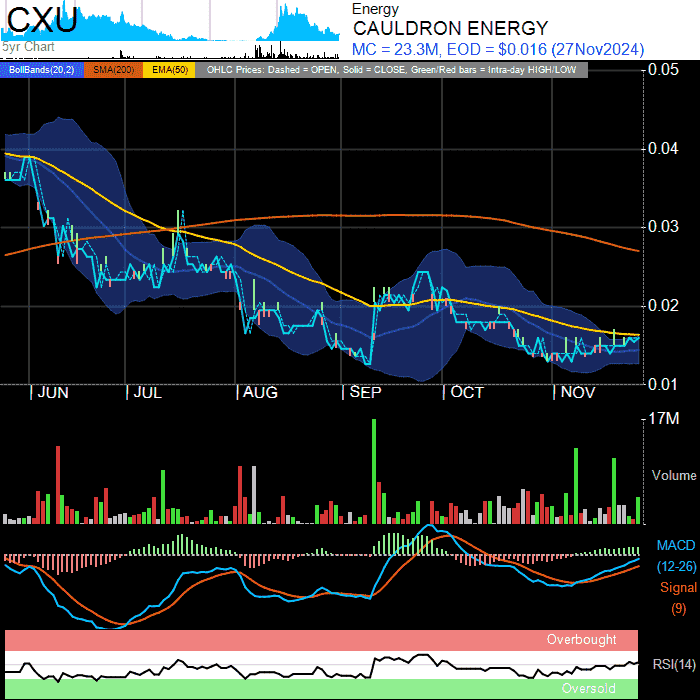 CXU
Energy
CAULDRON ENERGY
5yr Chart
MC = 23.3M, EOD = $0.016 (27Nov2024)
BollBands(20,2) SMA(200) EMA(50) OHLC Prices: Dashed = OPEN, Solid = CLOSE, Green/Red bars = Intra-day HIGH/LOW
0.05
0.04
0.03
0.02
0.01
JUN JUL AUG SEP OCT NOV
17M
Volume
MACD
(12-26)
Signal
(9)
Overbought
RSI(14)
Oversold